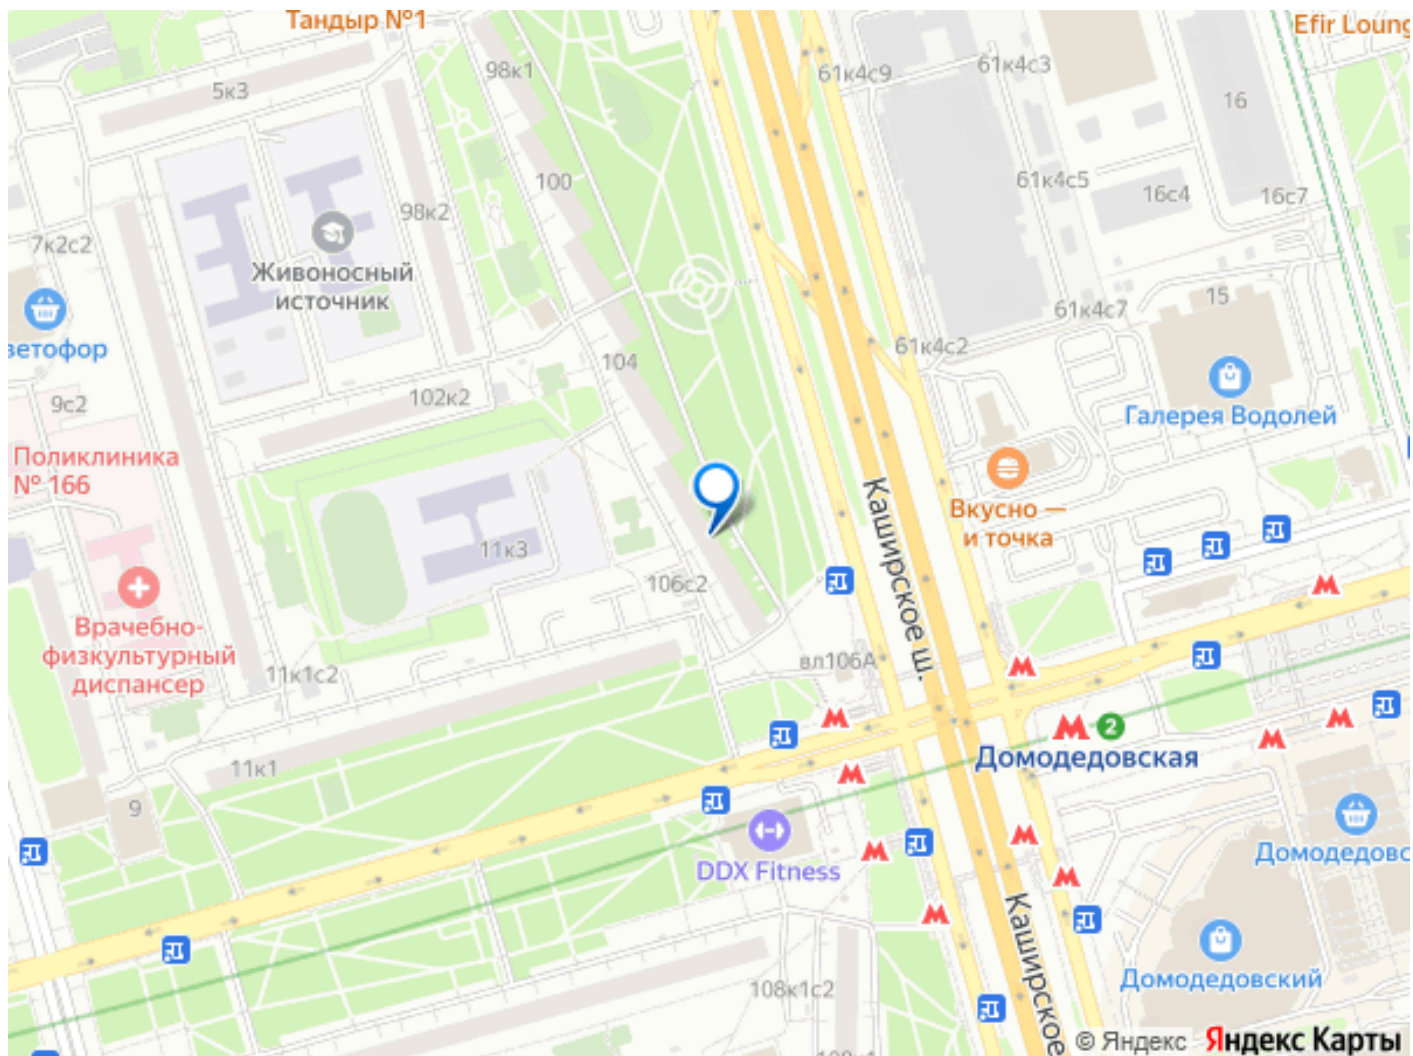 Тандыр №1
Efir Loung
98к1
61к4с9
61к4с3
5к3
16
100
61к4с5
16с4
16с7
98к2
7к2с2
Живоносный
источник
15
61к4с7
ветофор
61к4с2
104
102к2
9с2
Галерея Водолей
Поликлиника
№ 166
Каширское ш.
Вкусно —
и точка
11к3
106с2
Врачебно-
физкультурный
диспансер
вл106А
11к1с2
2
Домодедовская
11к1
9
DDX Fitness
Домодедовс
Каширское
Домодедовский
108к1с2
© Яндекс
Яндекс Карты